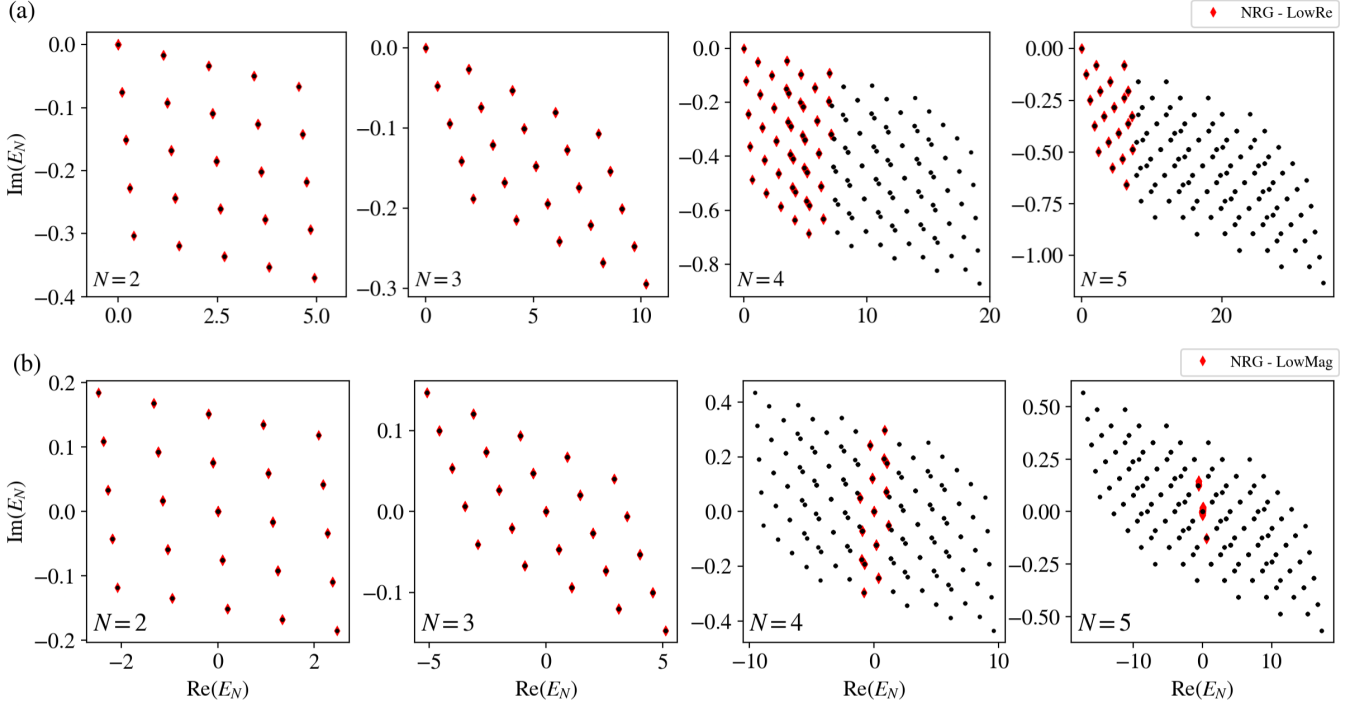 (a)
NRG - LowRe
Im(E_N)
0.0
−0.1
−0.2
−0.3
−0.4
N=2
0.0 2.5 5.0
0.0
−0.1
−0.2
−0.3
N=3
0 5 10
0.0
−0.2
−0.4
−0.6
−0.8
N=4
0 10 20
0.00
−0.25
−0.50
−0.75
−1.00
N=5
0 20
(b)
NRG - LowMag
Im(E_N)
0.2
0.1
0.0
−0.1
−0.2
N=2
−2 0 2
Re(E_N)
0.1
0.0
−0.1
N=3
−5 0 5
Re(E_N)
0.4
0.2
0.0
−0.2
−0.4
N=4
−10 0 10
Re(E_N)
0.50
0.25
0.00
−0.25
−0.50
N=5
−10 0 10
Re(E_N)